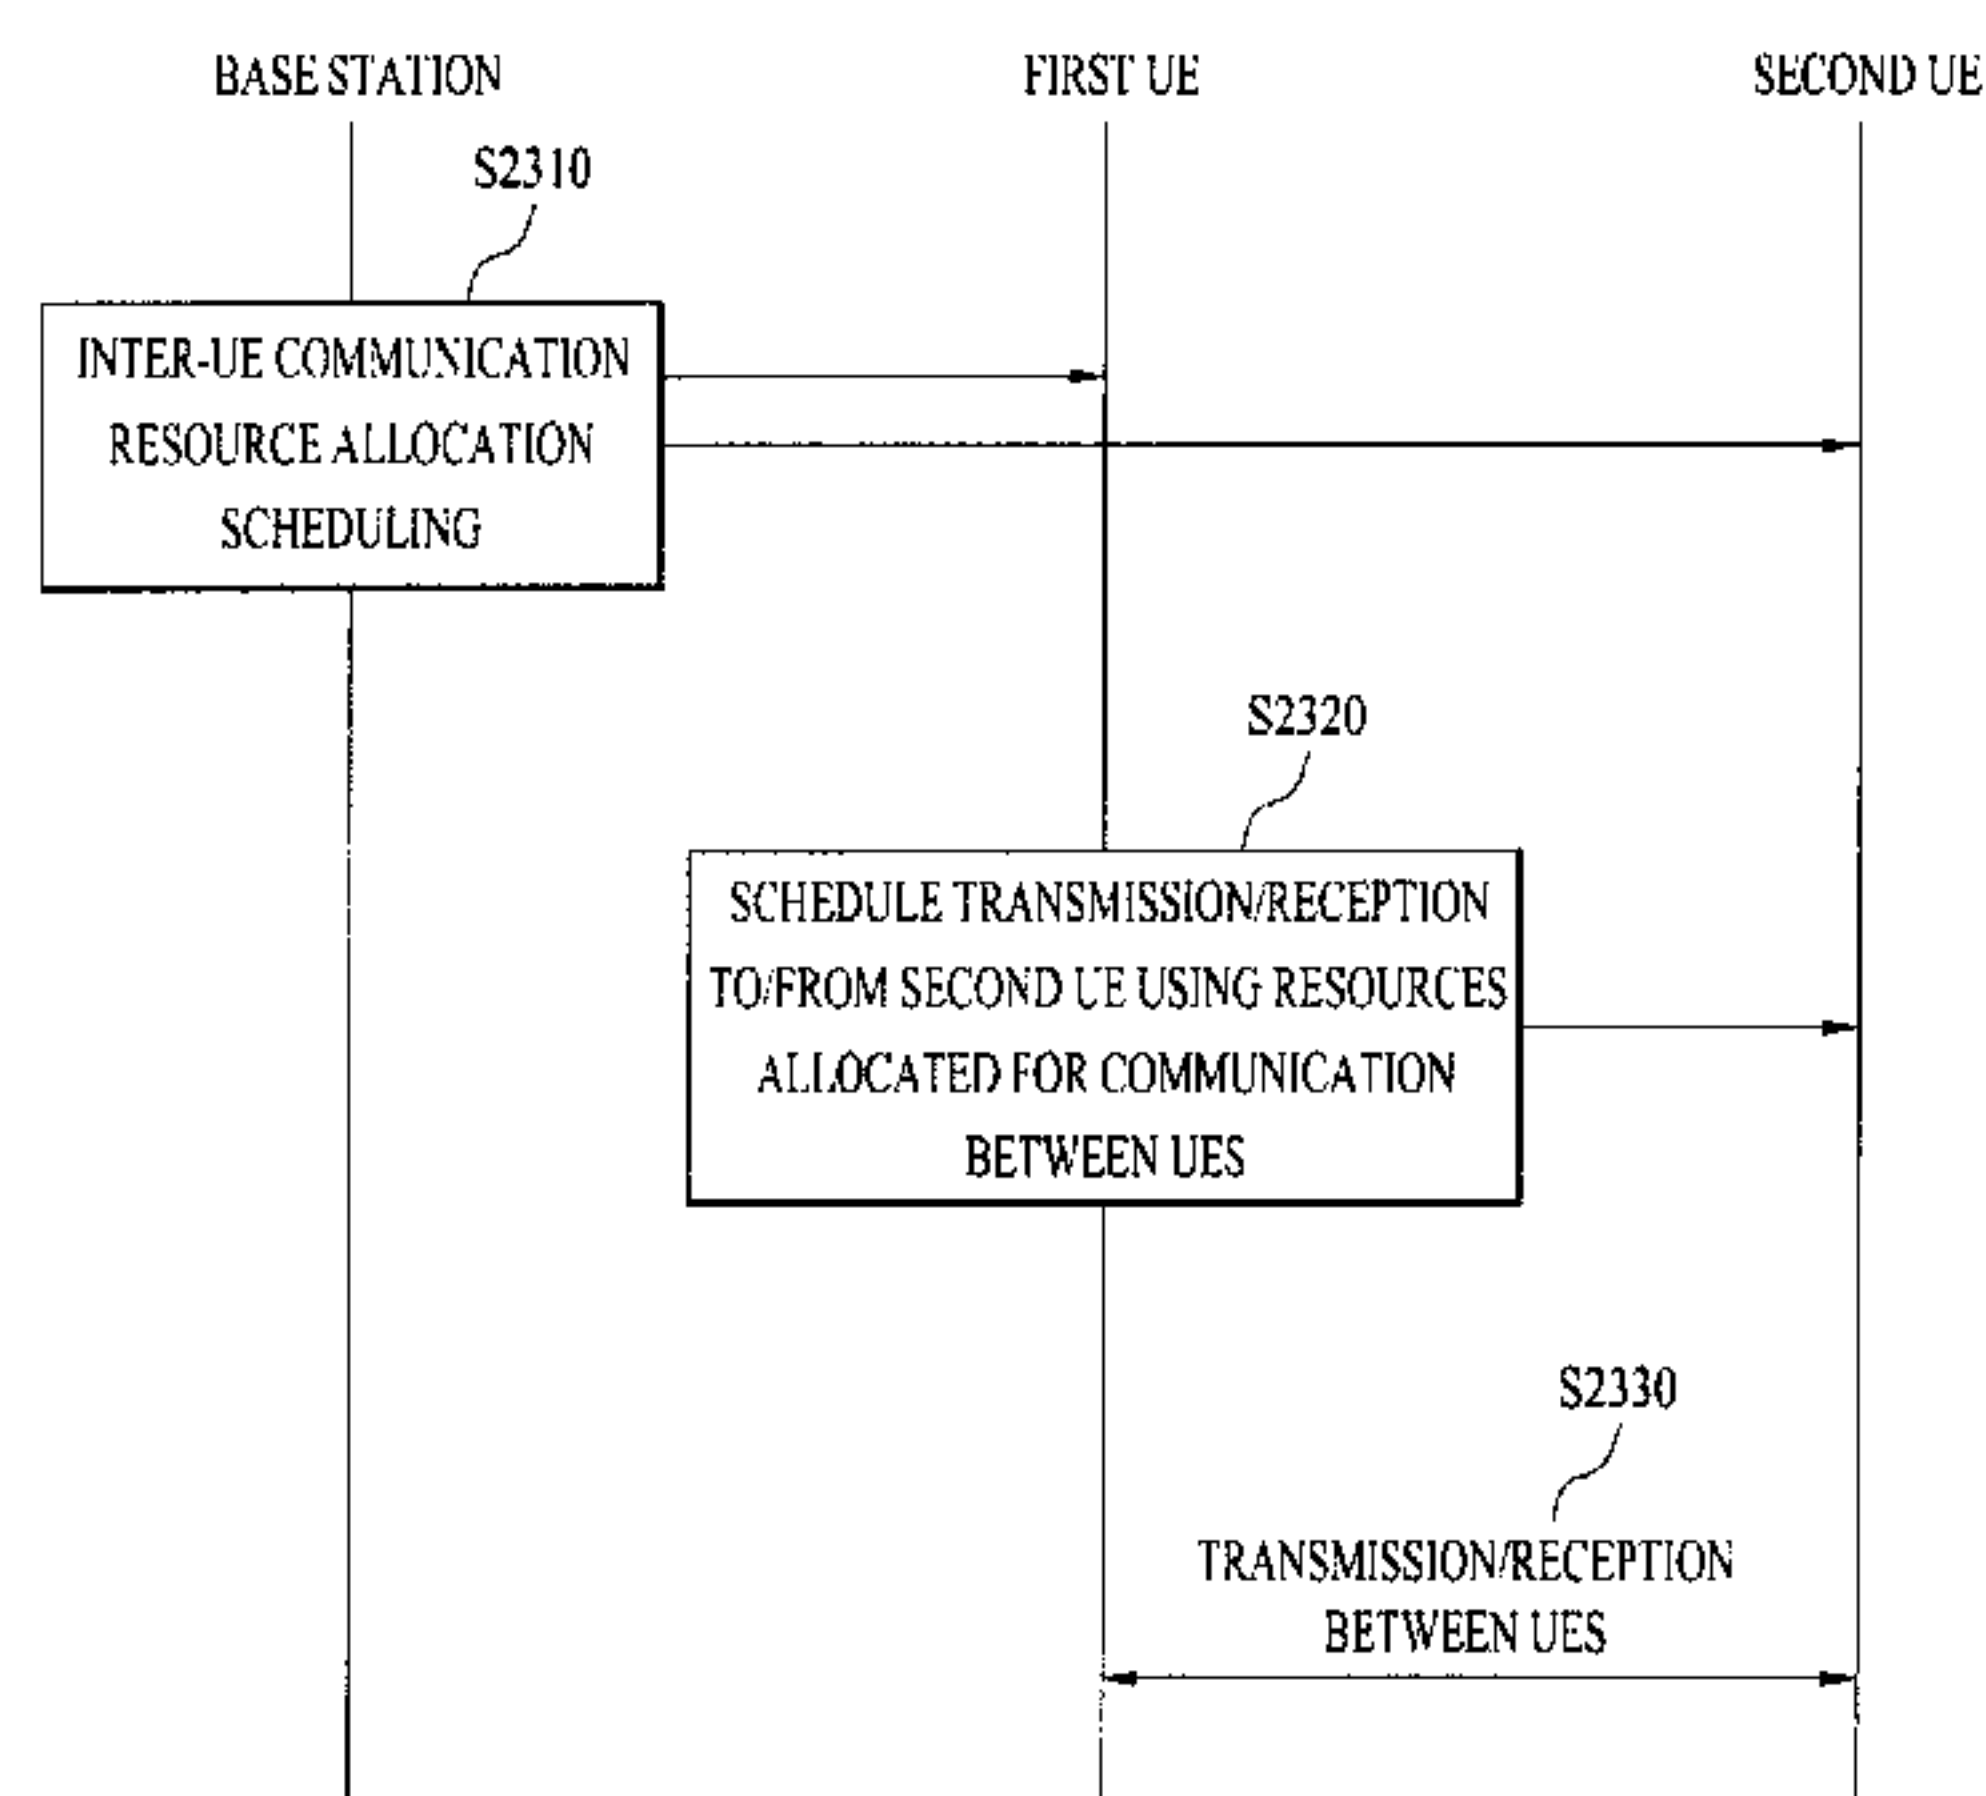 BASE STATION
FIRST UE
SECOND UE
S2310
INTER-UE COMMUNICATION
RESOURCE ALLOCATION
SCHEDULING
S2320
SCHEDULE TRANSMISSION/RECEPTION
TO/FROM SECOND UE USING RESOURCES
ALLOCATED FOR COMMUNICATION
BETWEEN UES
S2330
TRANSMISSION/RECEPTION
BETWEEN UES